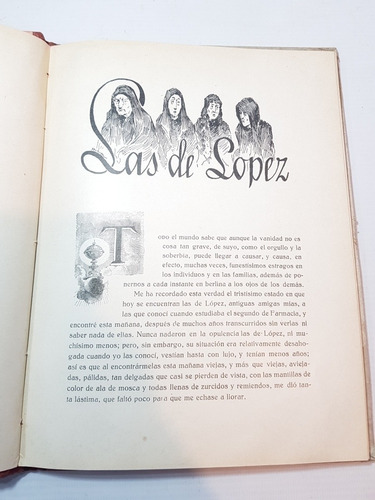 Las de Lopez
Todo el mundo sabe que aunque la vanidad no es
cosa tan grave, de suyo, como el orgullo y la
soberbia, puede llegar a causar, y causa, en
efecto, muchas veces, funestísimos estragos en
los individuos y en las familias, además de po-
nernos a cada instante en berlina a los ojos de los demás.
Me ha recordado esta verdad el tristísimo estado en que
hoy se encuentran las de López, antiguas amigas mías, a
las que conocí cuando estudiaba el segundo de Farmacia, y
encontré esta mañana, después de muchos años transcurridos sin verlas ni
saber nada de ellas. Nunca nadaron en la opulencia las de López, ni mu-
chísimo menos; pero, sin embargo, su situación era relativamente desaho-
gada cuando yo las conocí, vestían hasta con lujo, y tenían menos años;
así es que al encontrármelas esta mañana viejas, y más que viejas, avieja-
das, pálidas, tan delgadas que casi se pierden de vista, con las mantillas de
color de ala de mosca y todas llenas de zurcidos y remiendos, me dió tan-
ta lástima, que faltó poco para que me echase a llorar.